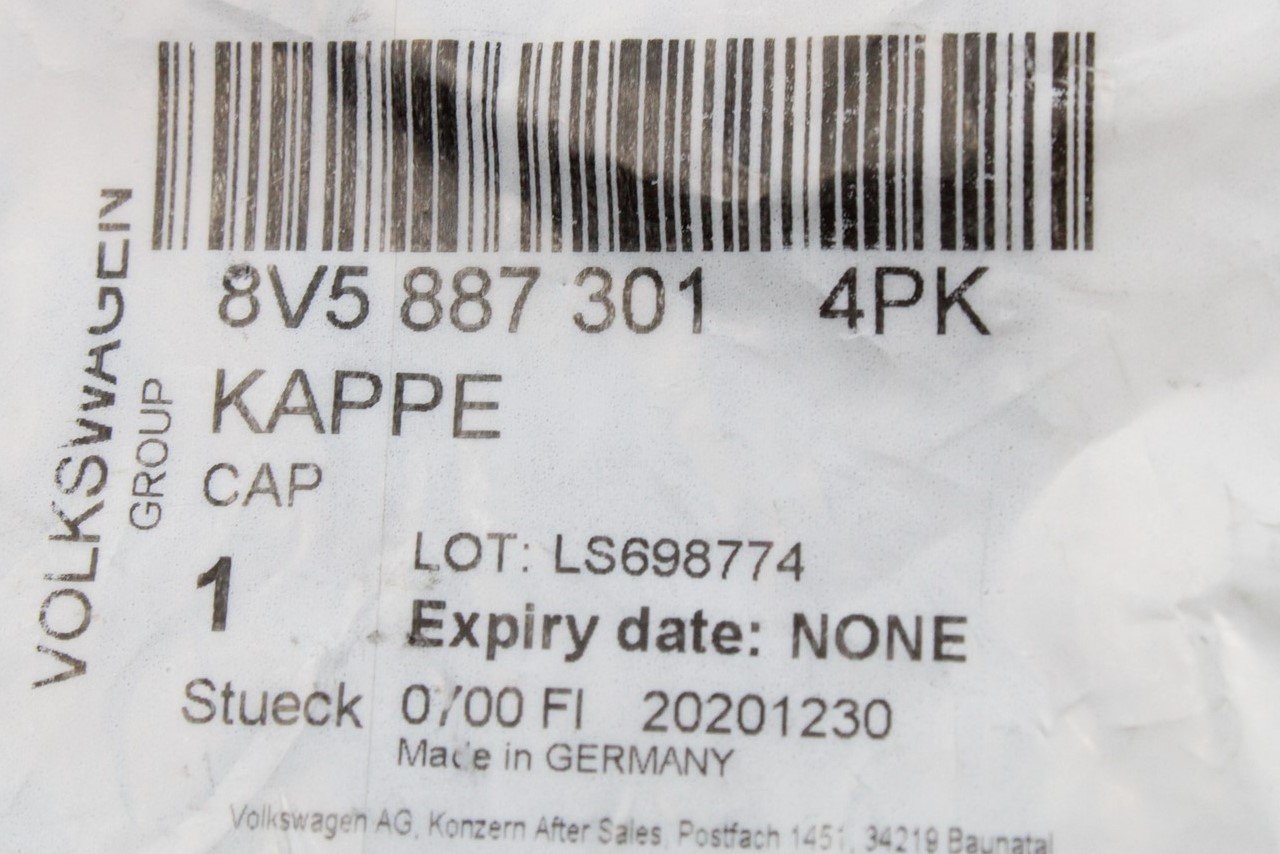 VOLKSWAGEN
GROUP
8V5 887 301 4PK
KAPPE
CAP
1
LOT: LS698774
Expiry date: NONE
Stueck 0700 FI 20201230
Made in GERMANY
Volkswagen AG, Konzern After Sales, Postfach 1451, 34219 Baunatal